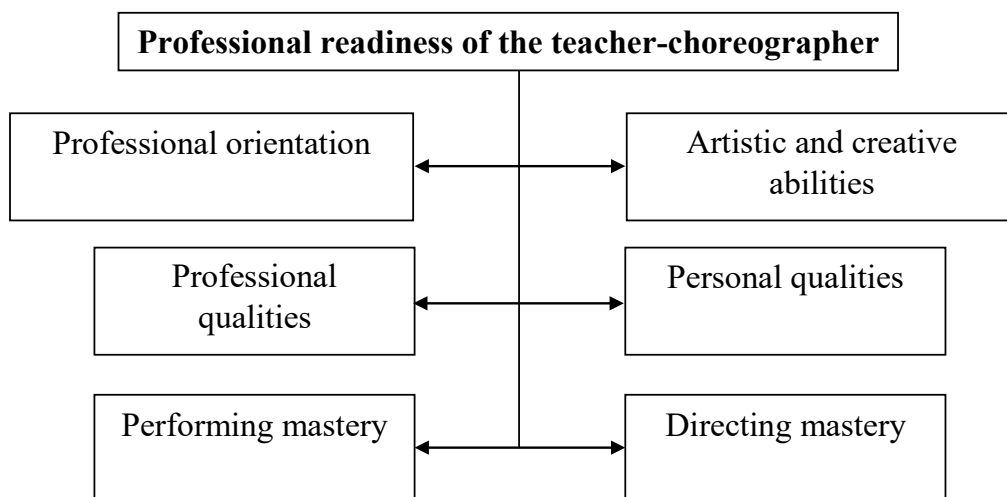 Professional readiness of the teacher-choreographer
Professional orientation
Artistic and creative
abilities
Professional
qualities
Personal qualities
Performing mastery
Directing mastery